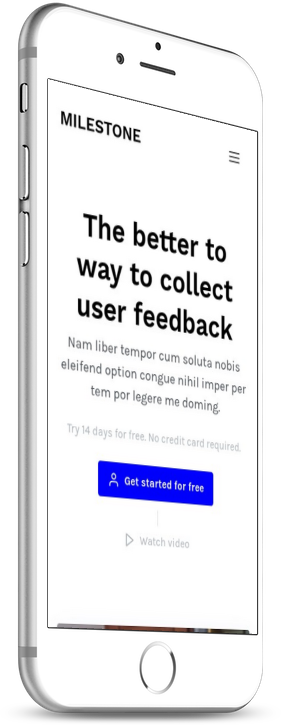 MILESTONE
The better to
way to collect
user feedback
Nam liber tempor cum soluta nobis
eleifend option congue nihil imper per
tem por legere me doming.
Try 14 days for free. No credit card required.
Get started for free
Watch video